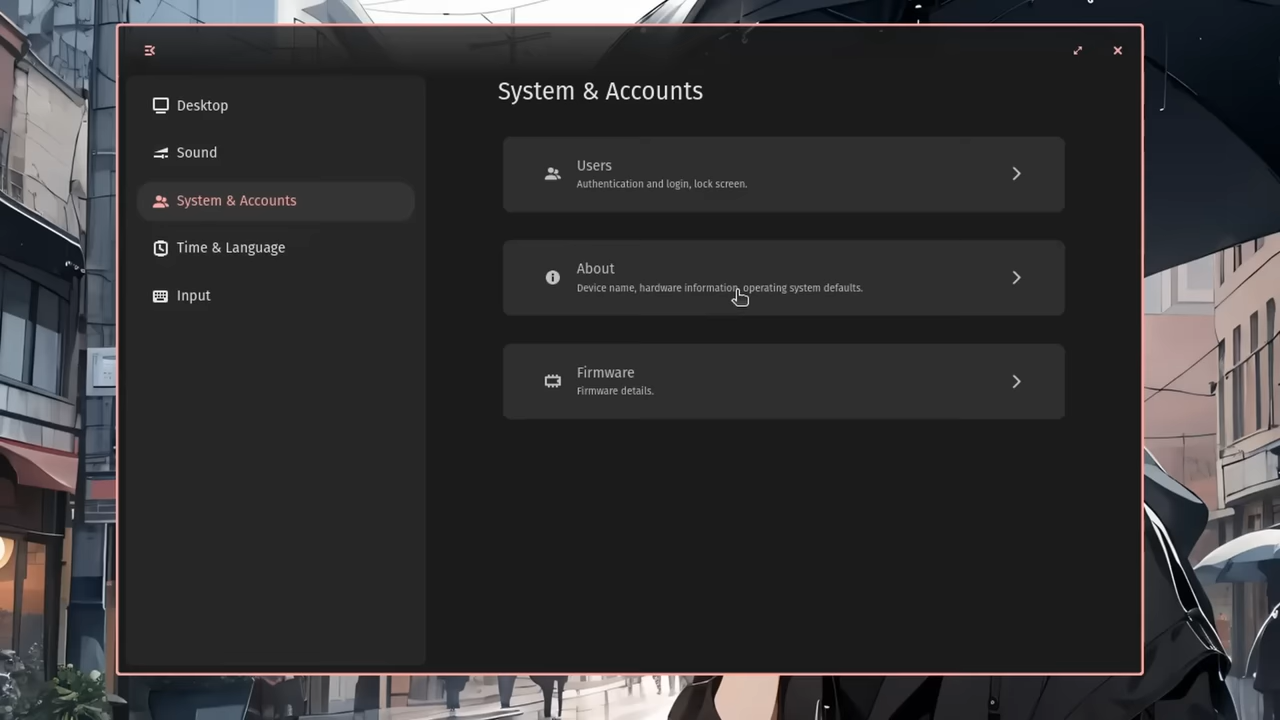 Desktop
Sound
System & Accounts
Time & Language
Input
System & Accounts
Users
Authentication and login, lock screen.
About
Device name, hardware information, operating system defaults.
Firmware
Firmware details.